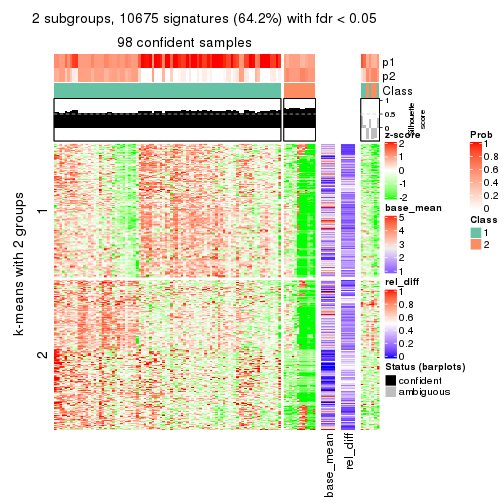 2 subgroups, 10675 signatures (64.2%) with fdr < 0.05
98 confident samples
p1
p2
Class
1
0.5
0
Silhouette
score
k-means with 2 groups
1
2
base_mean
rel_diff
z-score
2
1
0
-1
-2
base_mean
5
4
3
2
1
rel_diff
1
0.8
0.6
0.4
0.2
0
Status (barplots)
confident
ambiguous
Prob
1
0.8
0.6
0.4
0.2
0
Class
1
2